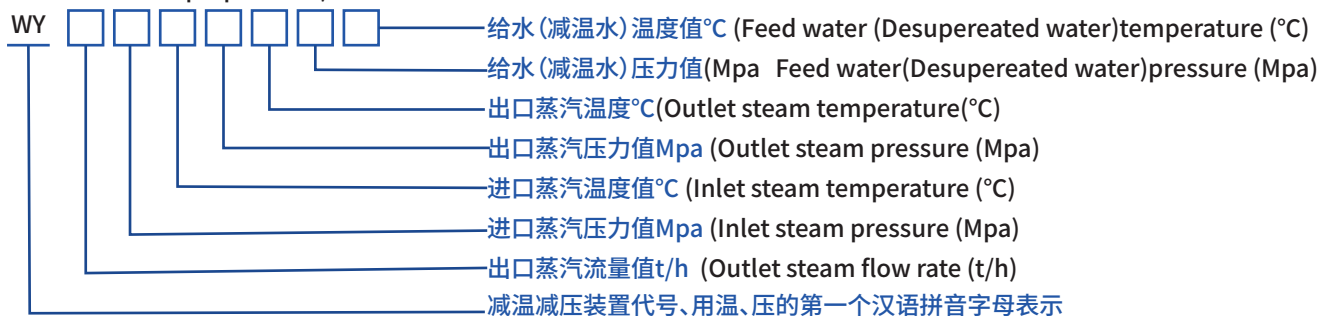 WY
给水(减温水)温度值℃ (Feed water (Desupereated water)temperature (℃)
给水(减温水)压力值(Mpa Feed water(Desupereated water)pressure (Mpa)
出口蒸汽温度℃(Outlet steam temperature(℃)
出口蒸汽压力值Mpa (Outlet steam pressure (Mpa)
进口蒸汽温度值℃ (Inlet steam temperature (℃)
进口蒸汽压力值Mpa (Inlet steam pressure (Mpa)
出口蒸汽流量值t/h (Outlet steam flow rate (t/h)
减温减压装置代号、用温、压的第一个汉语拼音字母表示